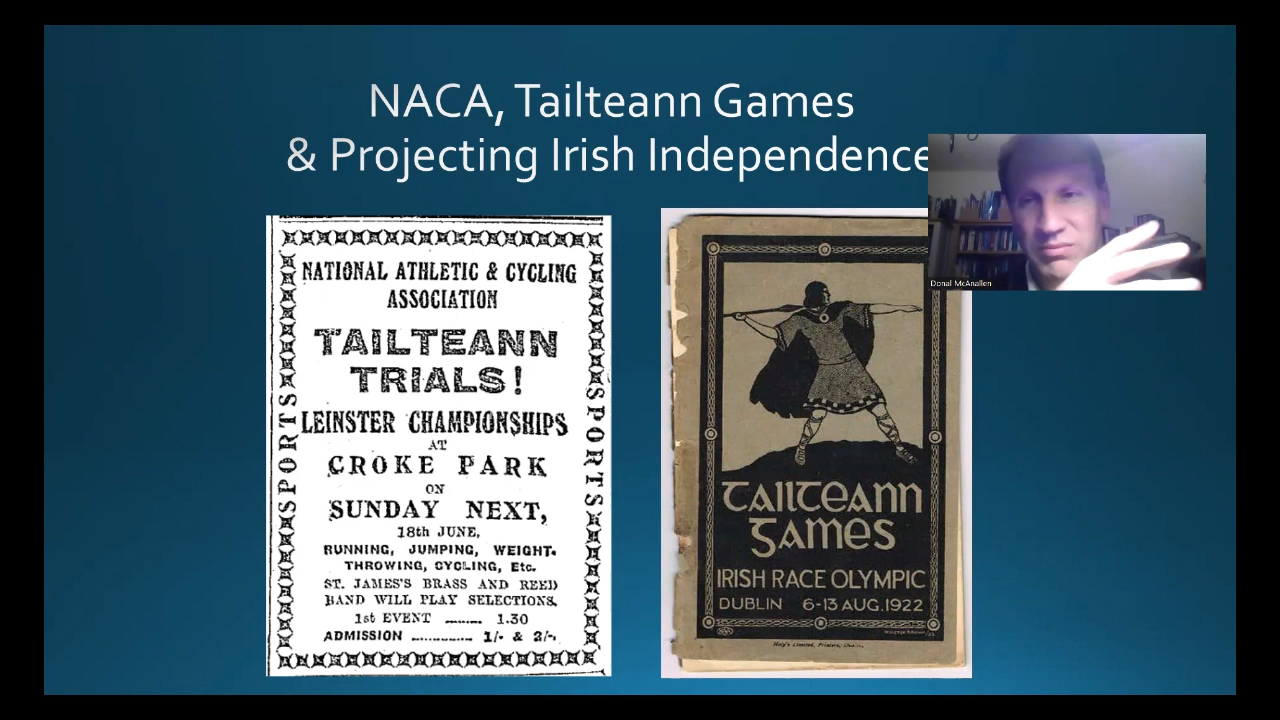 NACA, Tailteann Games
& Projecting Irish Independence
Donal McAnallen
NATIONAL ATHLETIC & CYCLING
ASSOCIATION
TAILTEANN
TRIALS!
LEINSTER CHAMPIONSHIPS
AT
CROKE PARK
ON
SUNDAY NEXT,
18th JUNE,
RUNNING, JUMPING, WEIGHT-
THROWING, CYCLING, Etc.
ST. JAMES'S BRASS AND REED
BAND WILL PLAY SELECTIONS.
1st EVENT ........ 1.30
ADMISSION ............ 1/- & 2/-.
SPORTS
SPORTS
TAILTEANN
GAMES
IRISH RACE OLYMPIC
DUBLIN 6-13 AUG. 1922